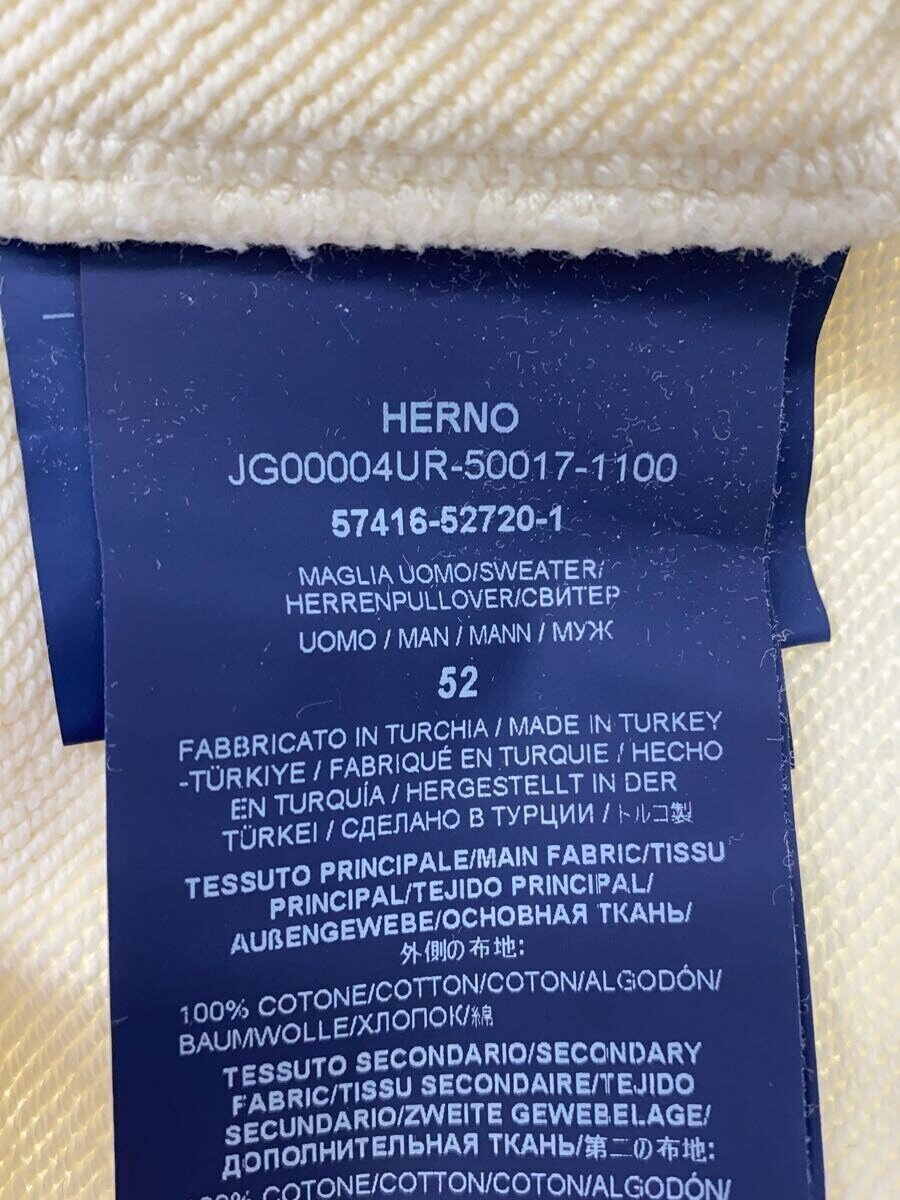 HERNO
JG00004UR-50017-1100
57416-52720-1
MAGLIA UOMO/SWEATER/
HERRENPULLOVER/СВИТЕР
UOMO / MAN / MANN / МУЖ
52
FABBRICATO IN TURCHIA / MADE IN TURKEY
-TÜRKIYE / FABRIQUÉ EN TURQUIE / HECHO
EN TURQUÍA / HERGESTELLT IN DER
TÜRKEI / СДЕЛАНО В ТУРЦИИ / トルコ製
TESSUTO PRINCIPALE/MAIN FABRIC/TISSU
PRINCIPAL/TEJIDO PRINCIPAL/
AUßENGEWEBE/ОСНОВНАЯ ТКАНЬ/
外側の布地:
100% COTONE/COTTON/COTON/ALGODÓN/
BAUMWOLLE/ХЛОПОК/綿
TESSUTO SECONDARIO/SECONDARY
FABRIC/TISSU SECONDAIRE/TEJIDO
SECUNDARIO/ZWEITE GEWEBELAGE/
ДОПОЛНИТЕЛЬНАЯ ТКАНЬ/第二の布地:
100% COTONE/COTTON/COTON/ALGODÓN/